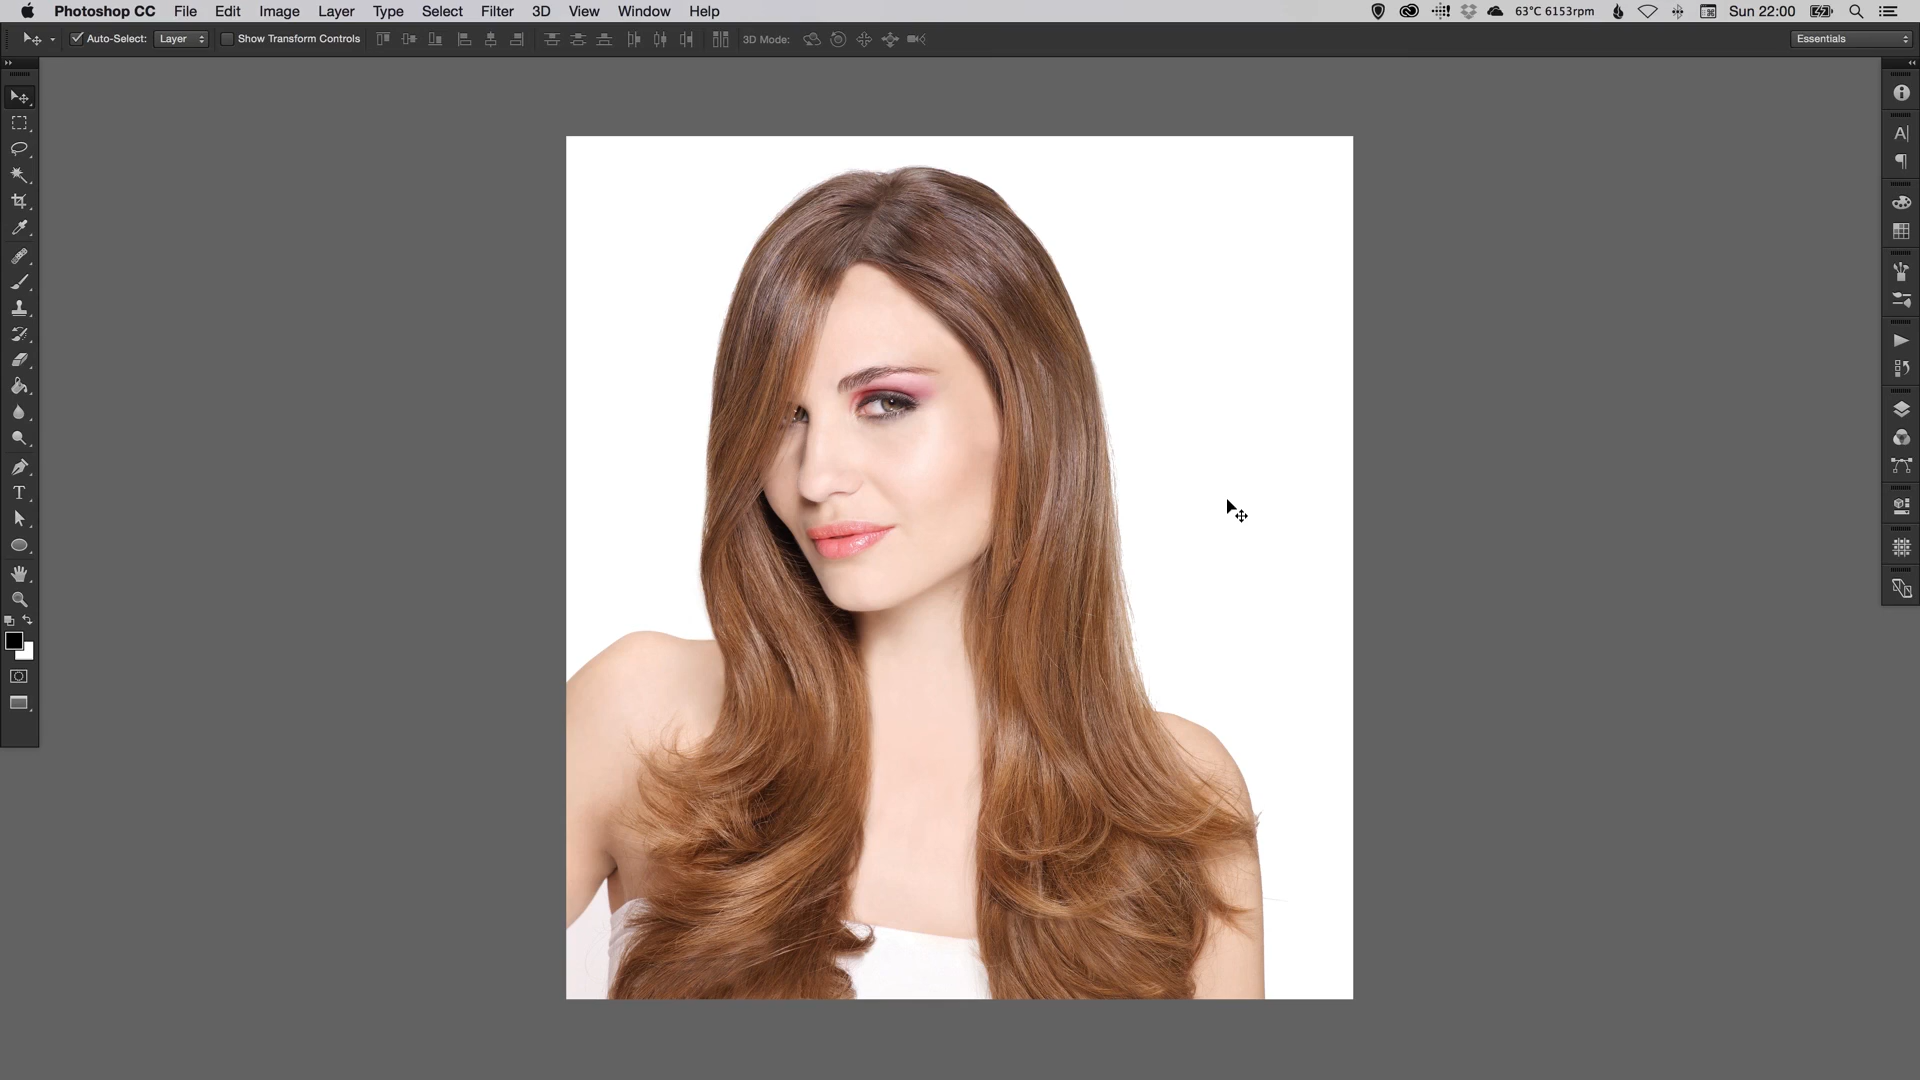 Photoshop CC File Edit Image Layer Type Select Filter 3D View Window Help 63°C 6153rpm Sun 22:00
Auto-Select: Layer Show Transform Controls 3D Mode: Essentials